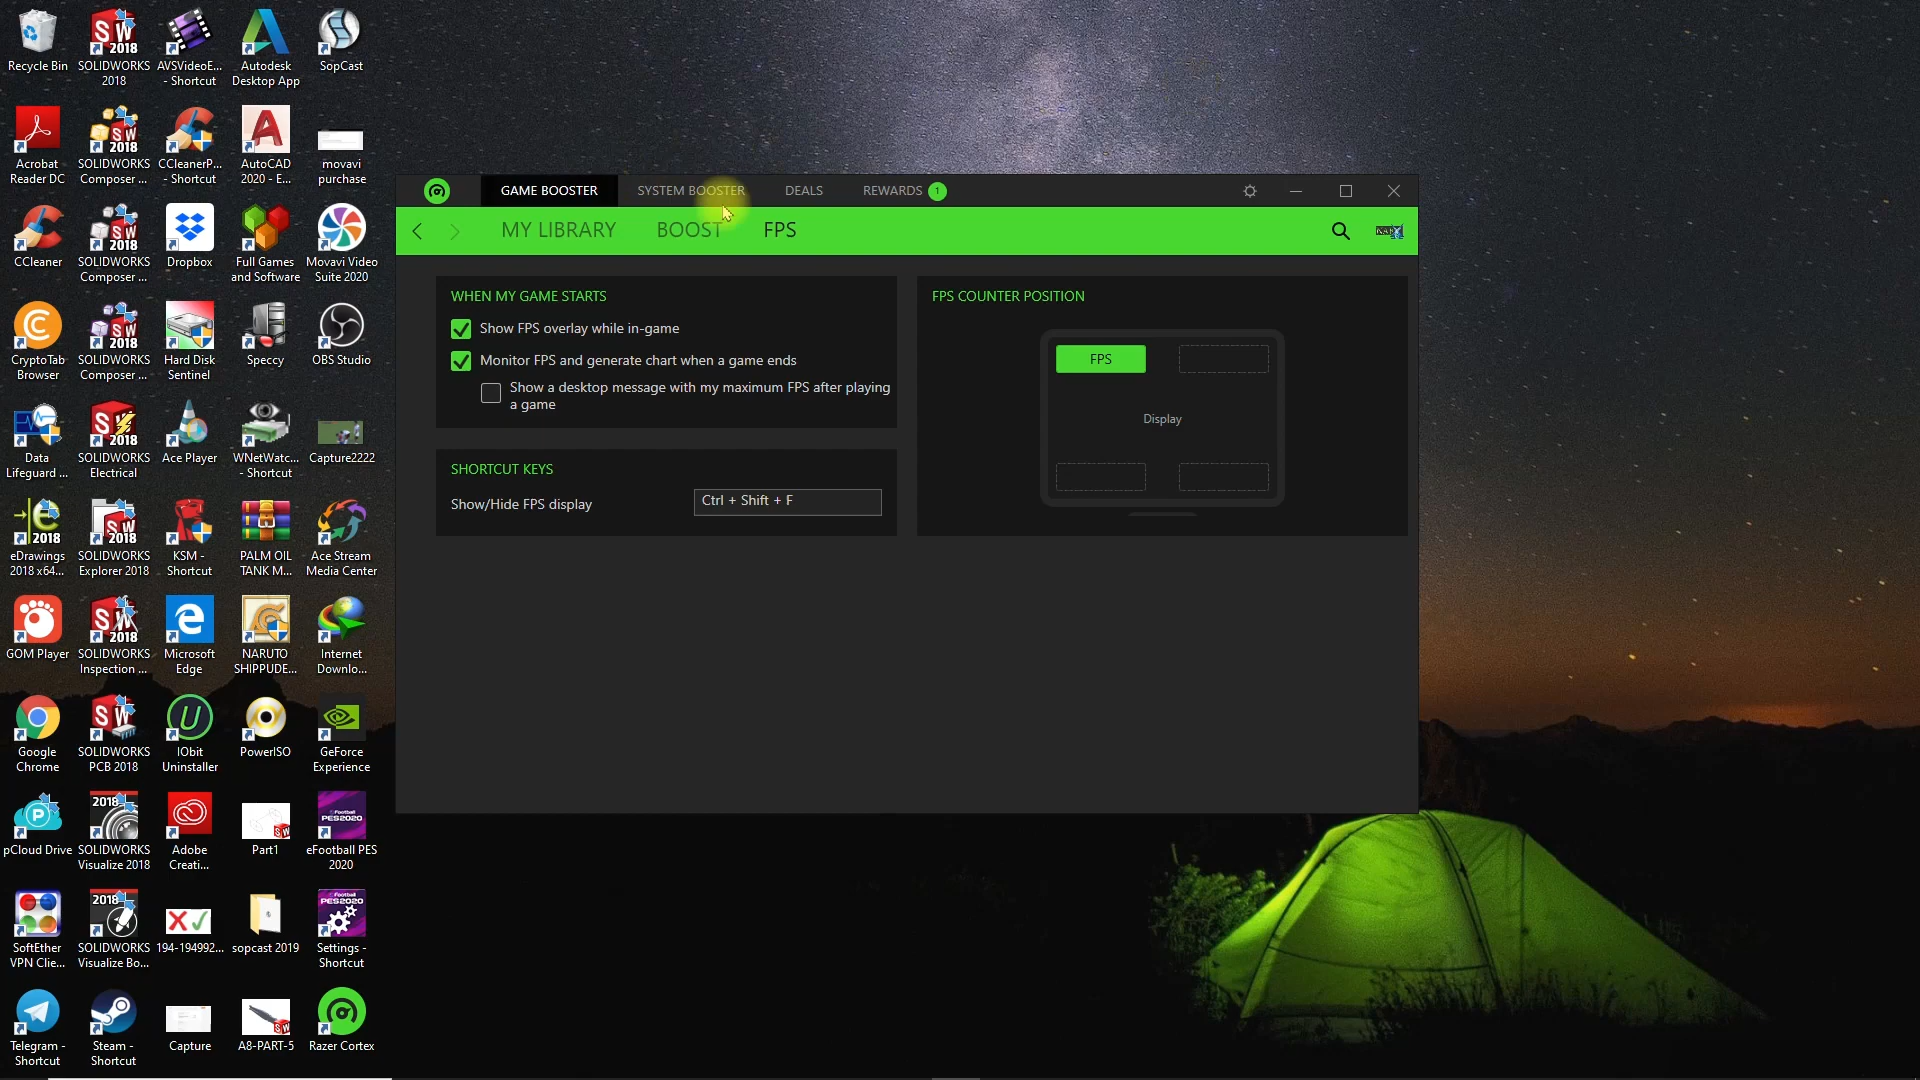 Recycle Bin
SOLIDWORKS
2018
AVSVideoE...
- Shortcut
Autodesk
Desktop App
SopCast
Acrobat
Reader DC
SOLIDWORKS
Composer ...
CCleanerP...
- Shortcut
AutoCAD
2020 - E...
movavi
purchase
CCleaner
SOLIDWORKS
Composer ...
Dropbox
Full Games
and Software
Movavi Video
Suite 2020
CryptoTab
Browser
SOLIDWORKS
Composer ...
Hard Disk
Sentinel
Speccy
OBS Studio
Data
Lifeguard ...
SOLIDWORKS
Electrical
Ace Player
WNetWatc...
- Shortcut
Capture2222
eDrawings
2018 x64...
SOLIDWORKS
Explorer 2018
KSM -
Shortcut
PALM OIL
TANK M...
Ace Stream
Media Center
GOM Player
SOLIDWORKS
Inspection ...
Microsoft
Edge
NARUTO
SHIPPUDE...
Internet
Downlo...
Google
Chrome
SOLIDWORKS
PCB 2018
IObit
Uninstaller
PowerISO
GeForce
Experience
pCloud Drive
SOLIDWORKS
Visualize 2018
Adobe
Creati...
Part1
eFootball PES
2020
SoftEther
VPN Clie...
SOLIDWORKS
Visualize Bo...
194-194992...
sopcast 2019
Settings -
Shortcut
Telegram -
Shortcut
Steam -
Shortcut
Capture
A8-PART-5
Razer Cortex
GAME BOOSTER
SYSTEM BOOSTER
DEALS
REWARDS 1
MY LIBRARY
BOOST
FPS
WHEN MY GAME STARTS
Show FPS overlay while in-game
Monitor FPS and generate chart when a game ends
Show a desktop message with my maximum FPS after playing
a game
SHORTCUT KEYS
Show/Hide FPS display
Ctrl + Shift + F
FPS COUNTER POSITION
FPS
Display